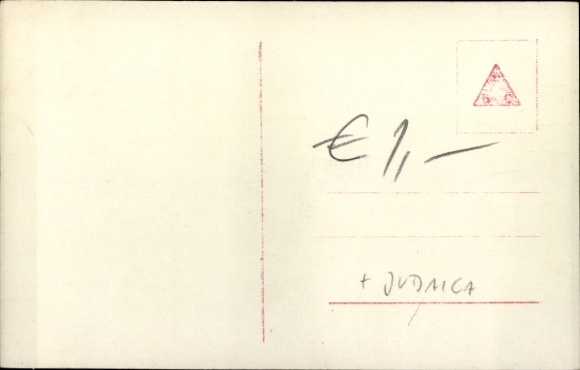 € 1,-
+ JUDAICA